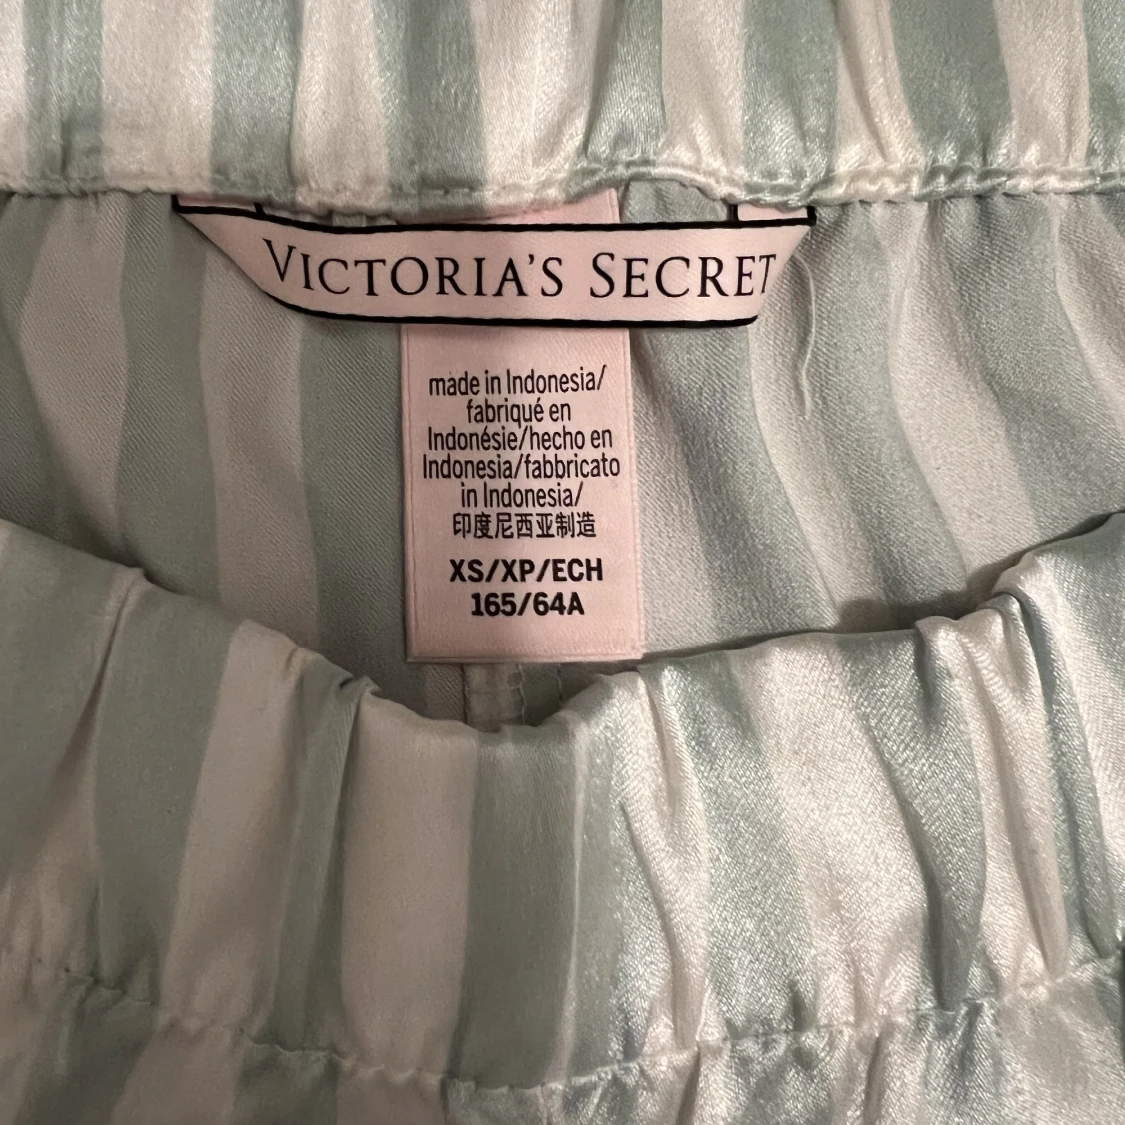 VICTORIA'S SECRET
made in Indonesia/
fabriqué en
Indonésie/hecho en
Indonesia/fabbricato
in Indonesia/
印度尼西亚制造
XS/XP/ECH
165/64A